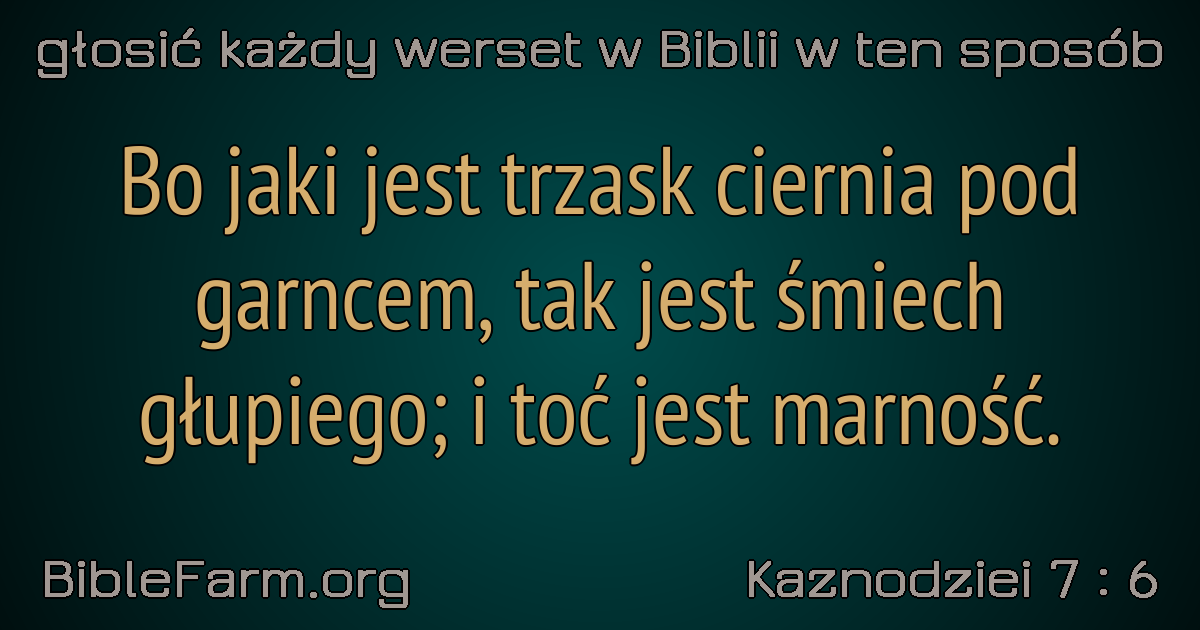 głosić każdy werset w Biblii w ten sposób
Bo jaki jest trzask ciernia pod
garncem, tak jest śmiech
głupiego; i toć jest marność.
BibleFarm.org
Kaznodziei 7 : 6